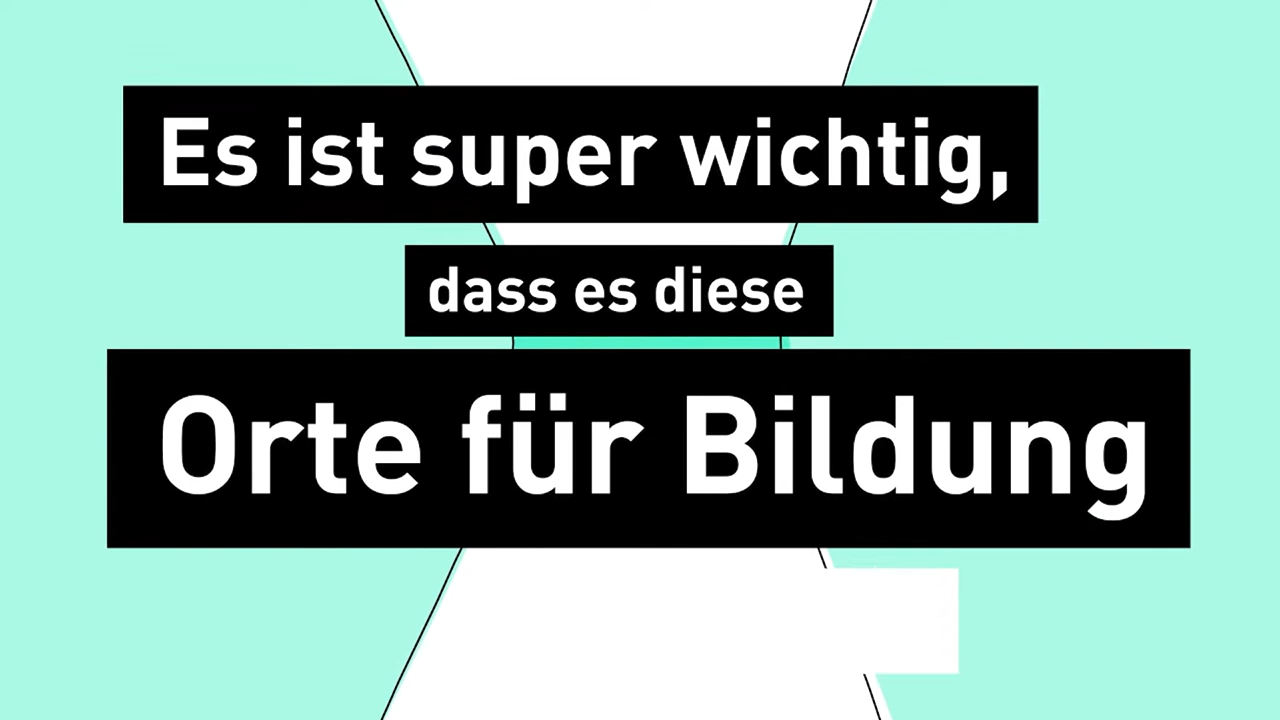 Es ist super wichtig,
dass es diese
Orte für Bildung